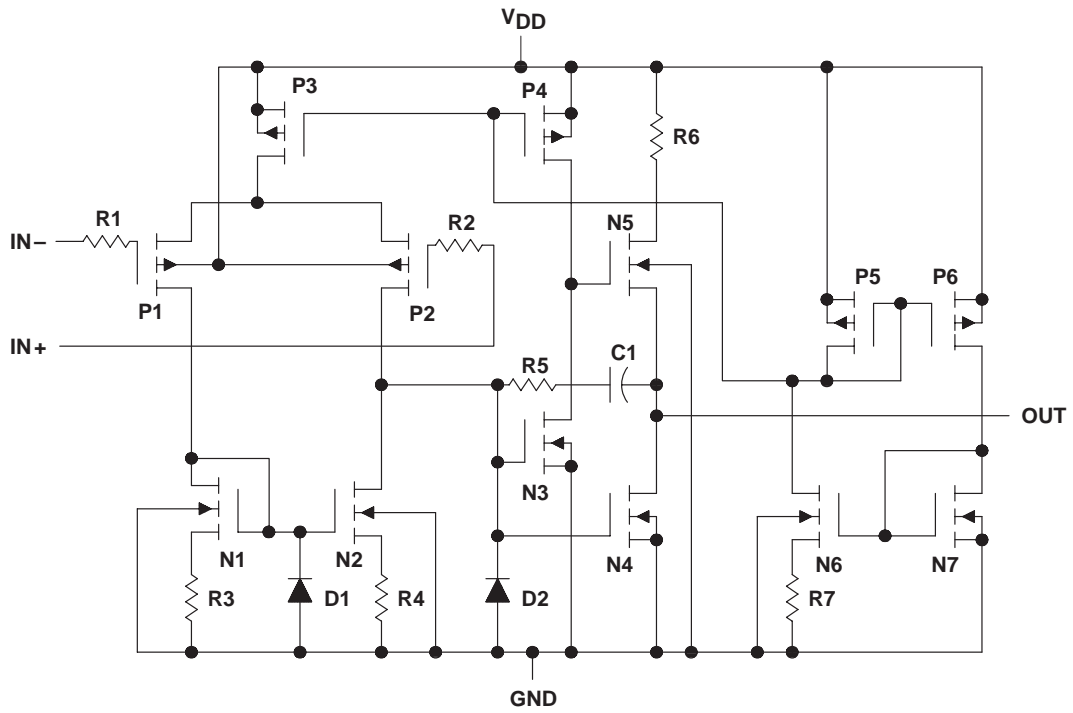 VDD
P3
P4
R6
R1
R2
N5
IN−
P5
P6
P1
P2
IN+
R5
C1
OUT
N3
N1
N2
N4
N6
N7
R3
D1
R4
D2
R7
GND